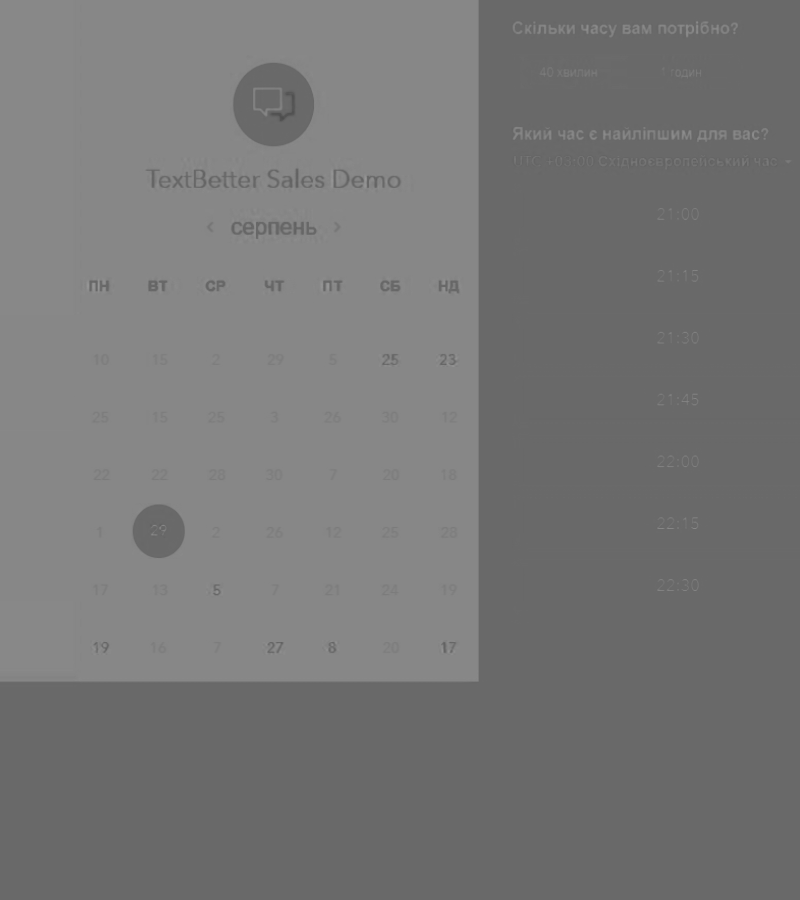 TextBetter Sales Demo
‹ серпень ›
ПН ВТ СР ЧТ ПТ СБ НД
10 15 2 29 5 25 23
25 15 25 3 26 30 12
22 22 28 30 7 20 18
1 29 2 26 12 25 28
17 13 5 7 21 24 19
19 16 7 27 8 20 17
Скільки часу вам потрібно?
40 хвилин 1 годин
Який час є найліпшим для вас?
UTC+03:00 Східноєвропейський час
21:00
21:15
21:30
21:45
22:00
22:15
22:30